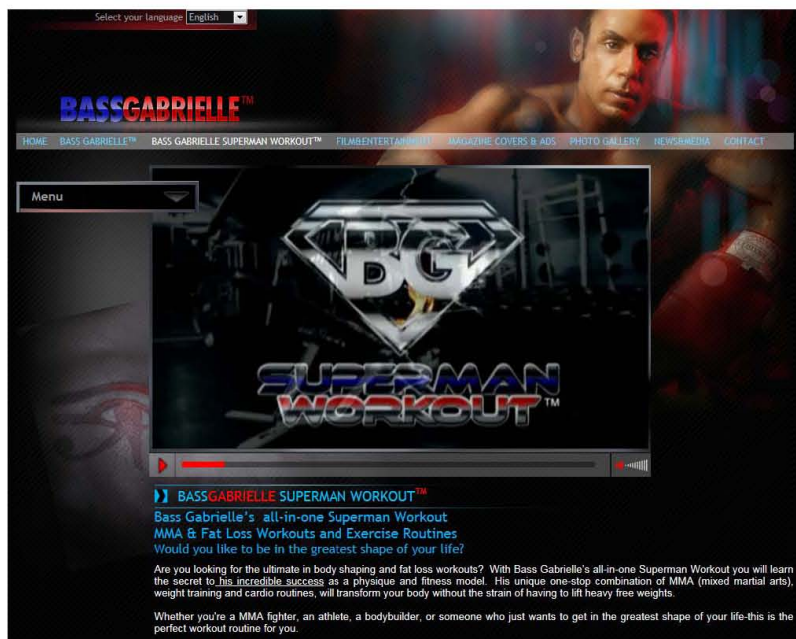 Select your language English
BASSGABRIELLE™
HOME BASS GABRIELLE™ BASS GABRIELLE SUPERMAN WORKOUT™ FILM&ENTERTAINMENT MAGAZINE COVERS & ADS PHOTO GALLERY NEWS&MEDIA CONTACT
Menu
BG
SUPERMAN
WORKOUT™
BASSGABRIELLE SUPERMAN WORKOUT™
Bass Gabrielle's all-in-one Superman Workout
MMA & Fat Loss Workouts and Exercise Routines
Would you like to be in the greatest shape of your life?
Are you looking for the ultimate in body shaping and fat loss workouts? With Bass Gabrielle's all-in-one Superman Workout you will learn
the secret to his incredible success as a physique and fitness model. His unique one-stop combination of MMA (mixed martial arts),
weight training and cardio routines, will transform your body without the strain of having to lift heavy free weights.
Whether you're a MMA fighter, an athlete, a bodybuilder, or someone who just wants to get in the greatest shape of your life-this is the
perfect workout routine for you.